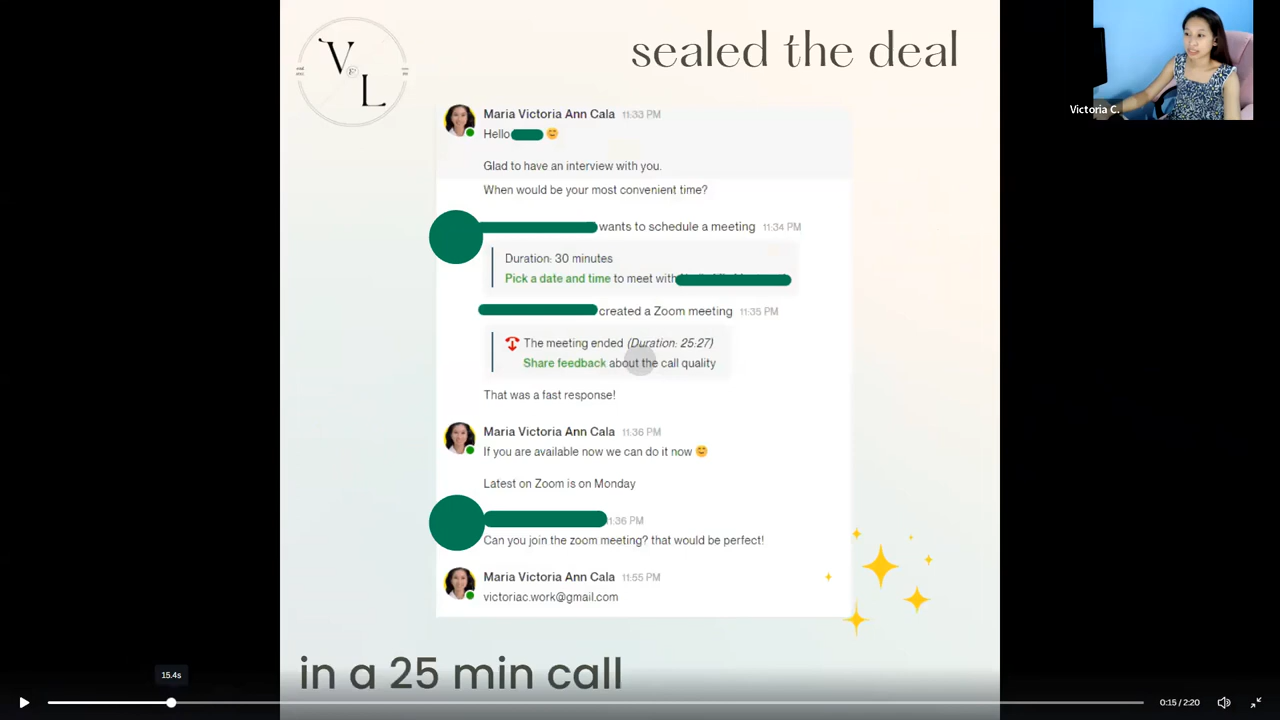 V
&
L
sealed the deal
Victoria C.
Maria Victoria Ann Cala 11:33 PM
Hello 😊
Glad to have an interview with you.
When would be your most convenient time?
wants to schedule a meeting 11:34 PM
Duration: 30 minutes
Pick a date and time to meet with
created a Zoom meeting 11:35 PM
The meeting ended (Duration: 25:27)
Share feedback about the call quality
That was a fast response!
Maria Victoria Ann Cala 11:36 PM
If you are available now we can do it now 😊
Latest on Zoom is on Monday
11:36 PM
Can you join the zoom meeting? that would be perfect!
Maria Victoria Ann Cala 11:55 PM
victoriac.work@gmail.com
in a 25 min call
15.4s
0:15 / 2:20